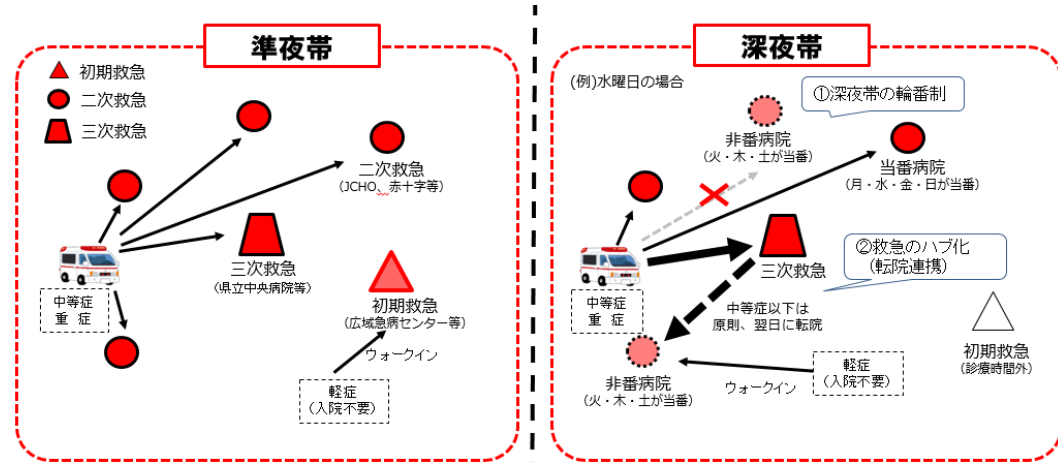 準夜帯
初期救急
二次救急
三次救急
二次救急
(JCHO、赤十字等)
三次救急
(県立中央病院等)
中等症
重 症
初期救急
(広域急病センター等)
ウォークイン
軽症
(入院不要)
深夜帯
(例)水曜日の場合
①深夜帯の輪番制
非番病院
(火・木・土が当番)
当番病院
(月・水・金・日が当番)
②救急のハブ化
(転院連携)
三次救急
中等症
重 症
中等症以下は
原則、翌日に転院
初期救急
(診療時間外)
非番病院
(火・木・土が当番)
ウォークイン
軽症
(入院不要)